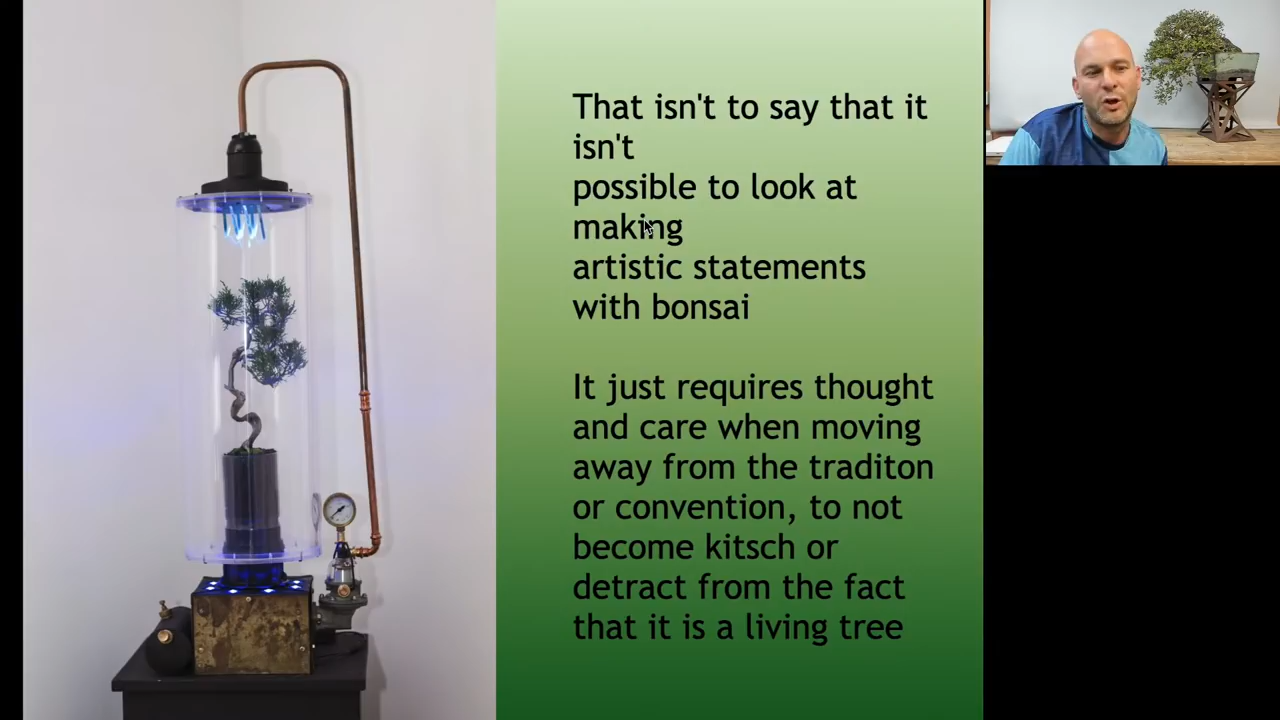 That isn't to say that it
isn't
possible to look at
making
artistic statements
with bonsai
It just requires thought
and care when moving
away from the traditon
or convention, to not
become kitsch or
detract from the fact
that it is a living tree